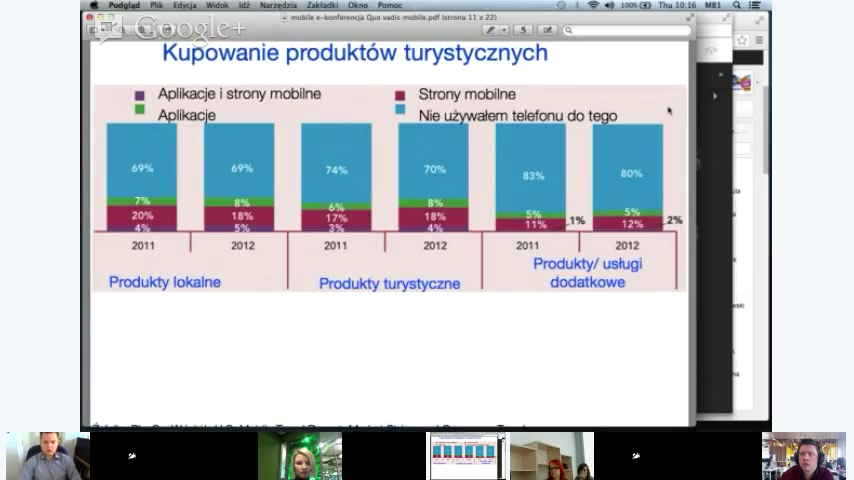 Podgląd Plik Edycja Widok Idź Narzędzia Zakładki Okno Pomoc 100% Thu 10:16 MB1
mobile e-konferencja Quo vadis mobile.pdf (strona 11 z 22)
Google+
Kupowanie produktów turystycznych
Aplikacje i strony mobilne
Strony mobilne
Aplikacje
Nie używałem telefonu do tego
69% 69% 74% 70% 83% 80%
7% 8% 6% 8% 5% 5%
20% 18% 17% 18% 11% 1% 12% 2%
4% 5% 3% 4%
2011 2012 2011 2012 2011 2012
Produkty lokalne
Produkty turystyczne
Produkty/ usługi
dodatkowe